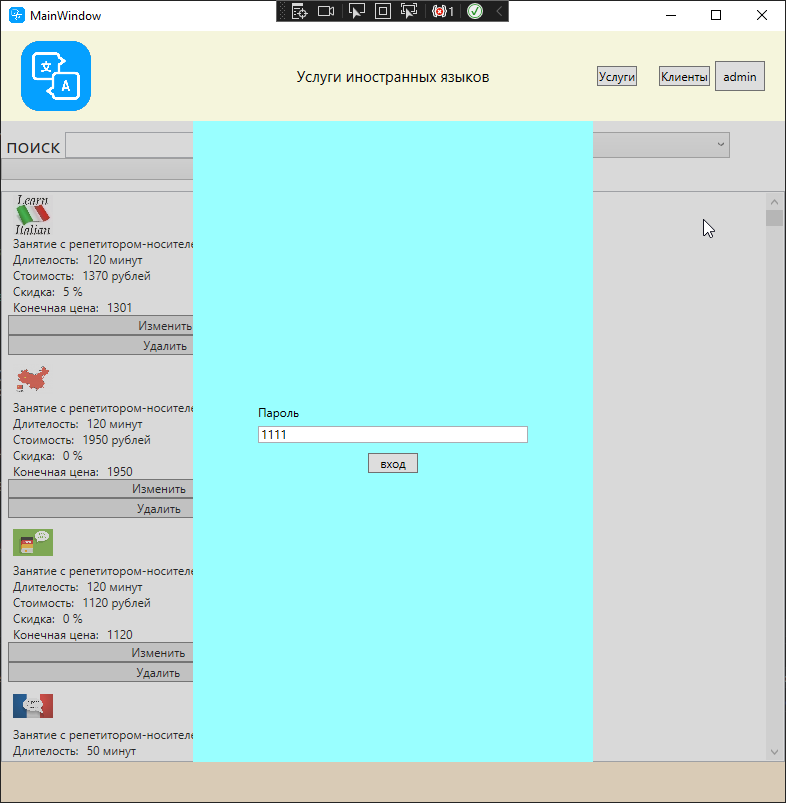 MainWindow
1
文
A
Услуги иностранных языков
Услуги
Клиенты
admin
поиск
Learn
Italian
Занятие с репетитором-носителе
Длителость: 120 минут
Стоимость: 1370 рублей
Скидка: 5 %
Конечная цена: 1301
Изменить
Удалить
Занятие с репетитором-носителе
Длителость: 120 минут
Стоимость: 1950 рублей
Скидка: 0 %
Конечная цена: 1950
Изменить
Удалить
Пароль
1111
вход
Занятие с репетитором-носителе
Длителость: 120 минут
Стоимость: 1120 рублей
Скидка: 0 %
Конечная цена: 1120
Изменить
Удалить
Занятие с репетитором-носителе
Длителость: 50 минут